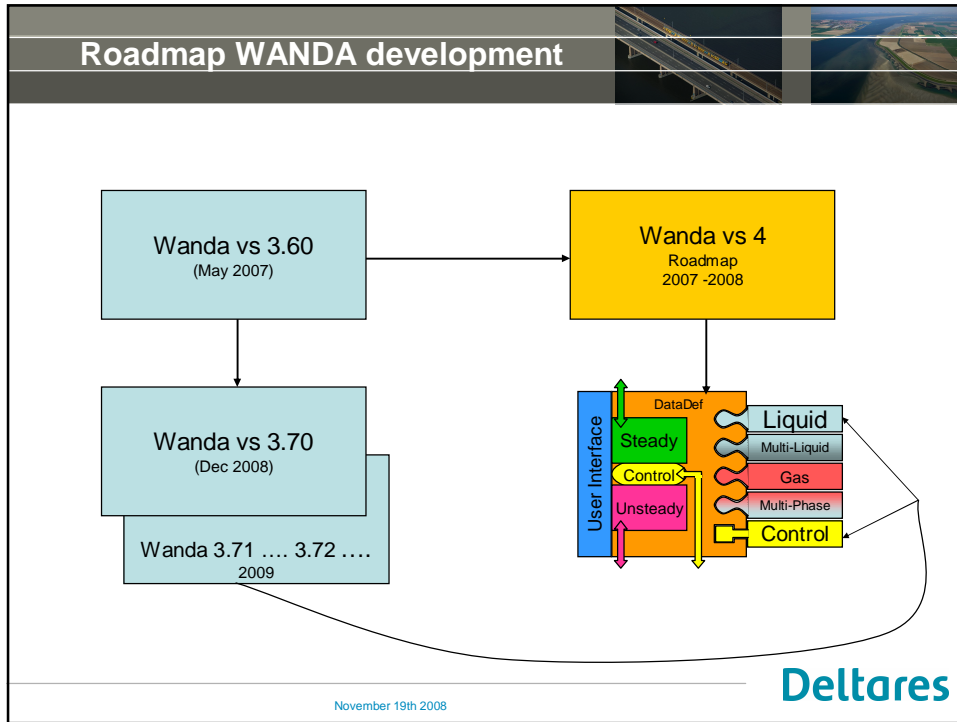 Roadmap WANDA development
Wanda vs 3.60
(May 2007)
Wanda vs 4
Roadmap
2007 -2008
Wanda vs 3.70
(Dec 2008)
Wanda 3.71 .... 3.72 ....
2009
User Interface
DataDef
Steady
Control
Unsteady
Liquid
Multi-Liquid
Gas
Multi-Phase
Control
November 19th 2008
Deltares